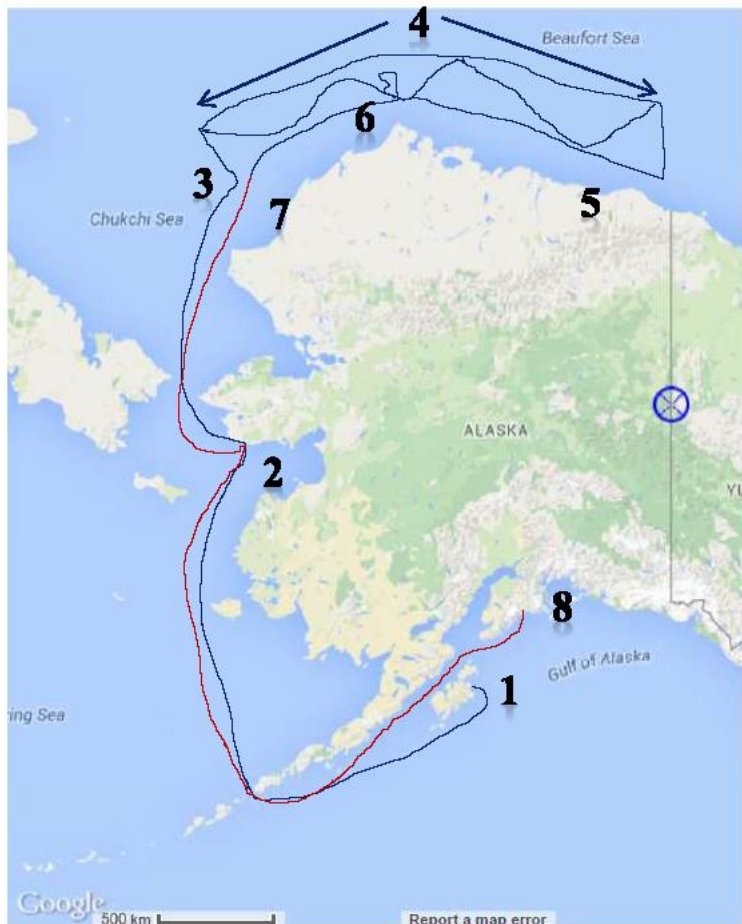 4
Beaufort Sea
6
3
7
5
Chukchi Sea
ALASKA
2
YU
8
Gulf of Alaska
1
ring Sea
Google
500 km
Report a map error